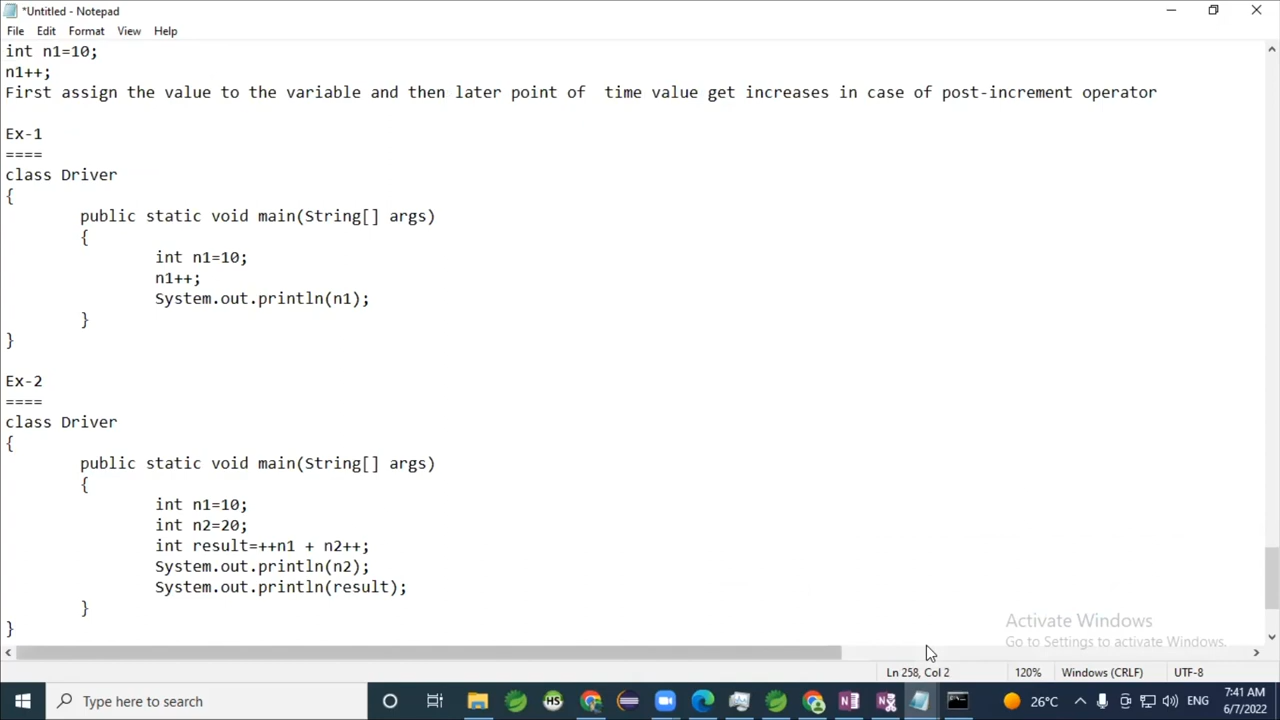 *Untitled - Notepad
File Edit Format View Help
int n1=10;
n1++;
First assign the value to the variable and then later point of  time value get increases in case of post-increment operator
Ex-1
====
class Driver
{
public static void main(String[] args)
{
int n1=10;
n1++;
System.out.println(n1);
}
}
Ex-2
====
class Driver
{
public static void main(String[] args)
{
int n1=10;
int n2=20;
int result=++n1 + n2++;
System.out.println(n2);
System.out.println(result);
}
}
Activate Windows
Go to Settings to activate Windows.
Ln 258, Col 2 120% Windows (CRLF) UTF-8
Type here to search HS 26°C ENG 7:41 AM
6/7/2022